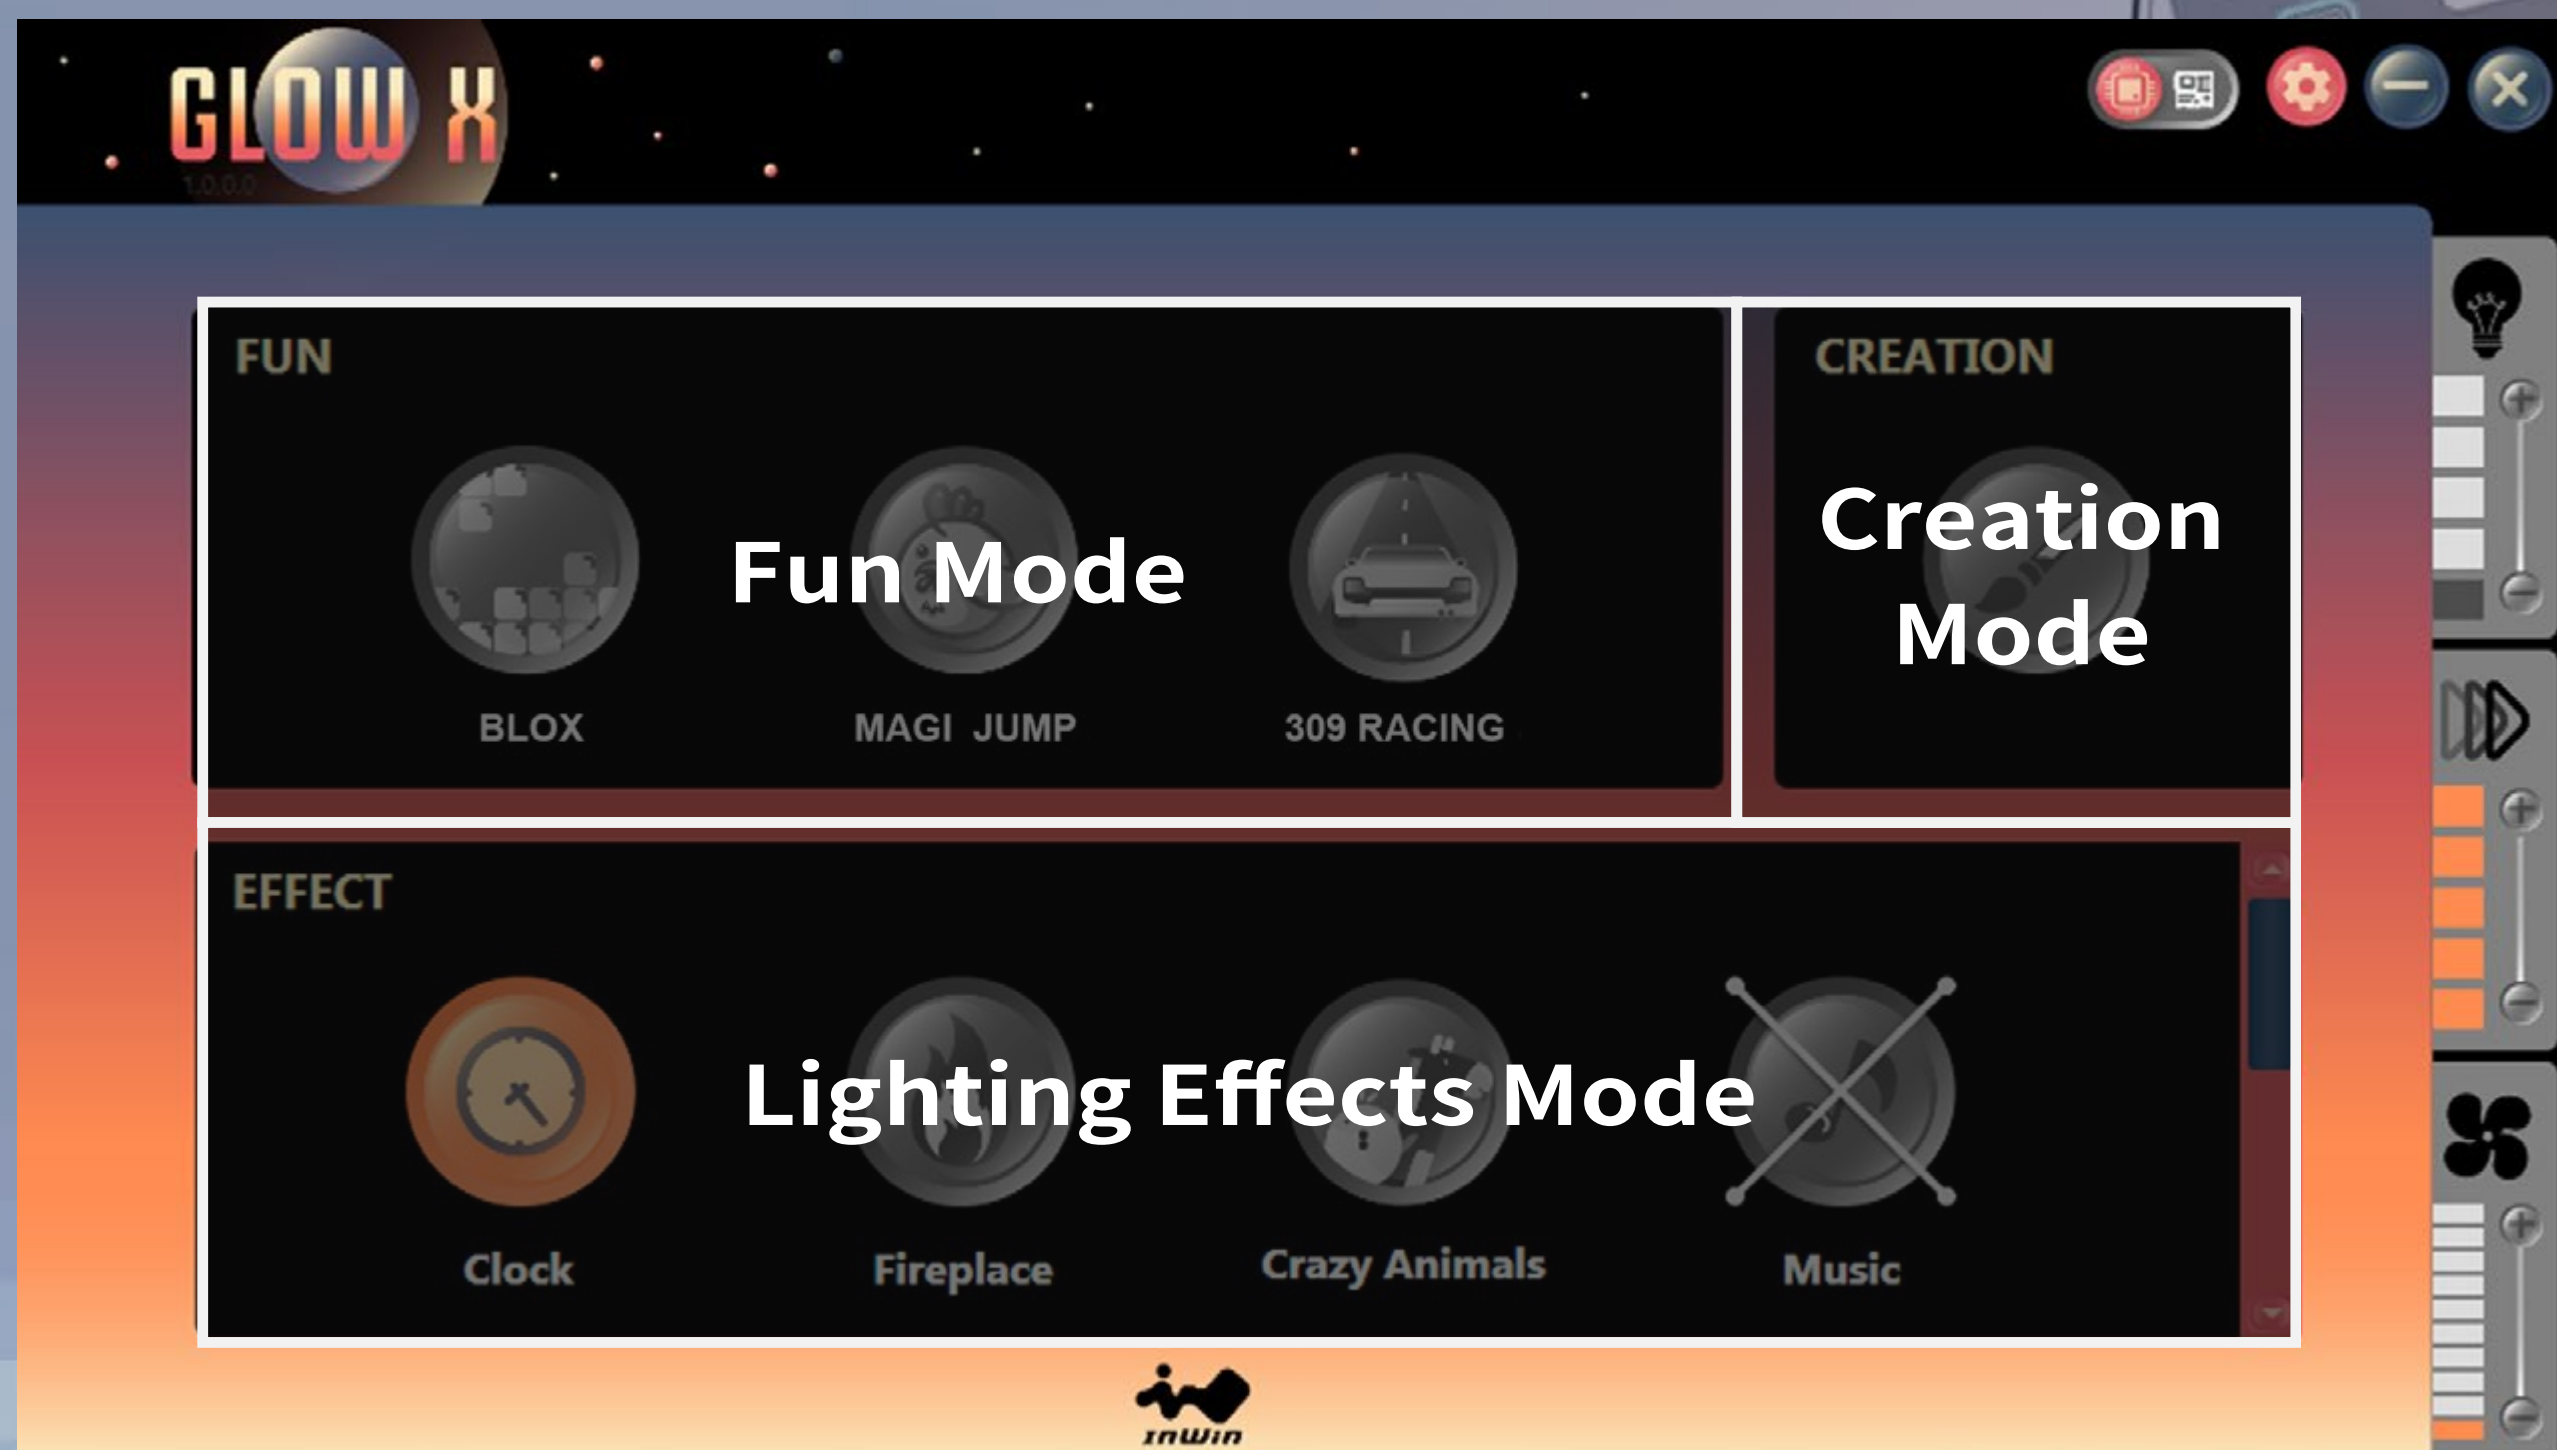 GLOW X
1.0.0.0
FUN
CREATION
Fun Mode
Creation
Mode
BLOX
MAGI JUMP
309 RACING
EFFECT
Lighting Effects Mode
Clock
Fireplace
Crazy Animals
Music
InWin